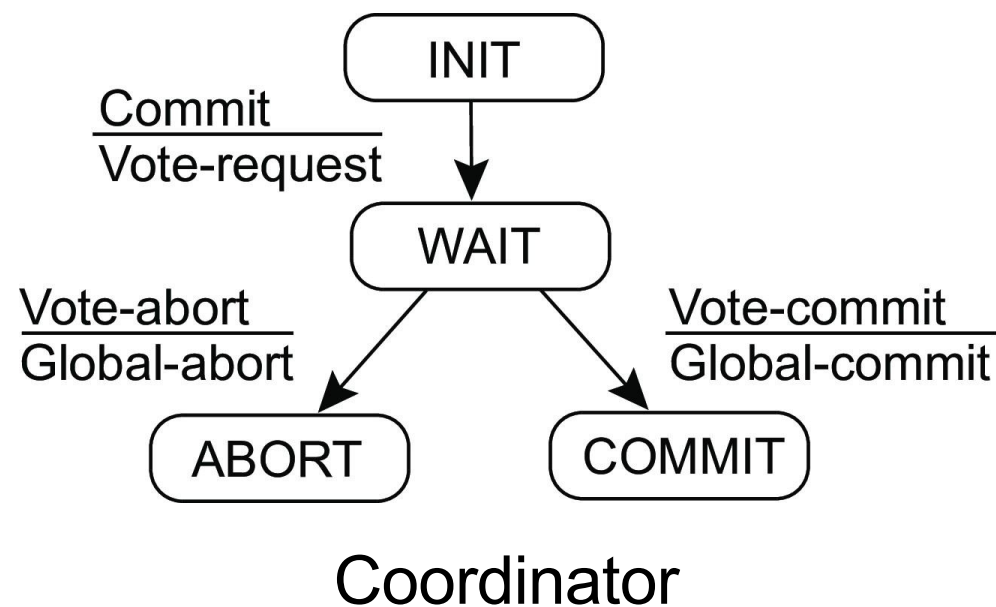 INIT
Commit
Vote-request
WAIT
Vote-abort
Global-abort
Vote-commit
Global-commit
ABORT
COMMIT
Coordinator